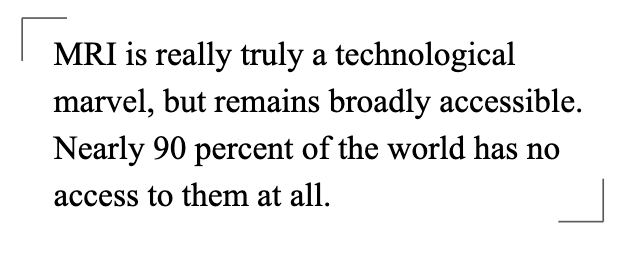 MRI is really truly a technological
marvel, but remains broadly accessible.
Nearly 90 percent of the world has no
access to them at all.